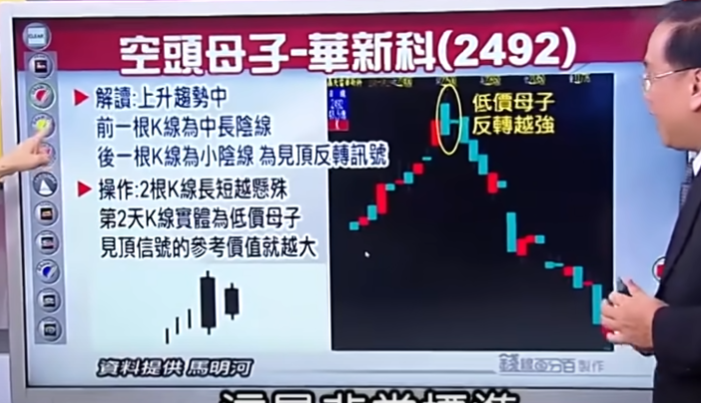 CLEAR
空頭母子-華新科(2492)
▶ 解讀:上升趨勢中
前一根K線為中長陰線
後一根K線為小陰線 為見頂反轉訊號
▶ 操作:2根K線長短越懸殊
第2天K線實體為低價母子
見頂信號的參考價值就越大
低價母子
反轉越強
資料提供 馬明河
錢線百分百 製作